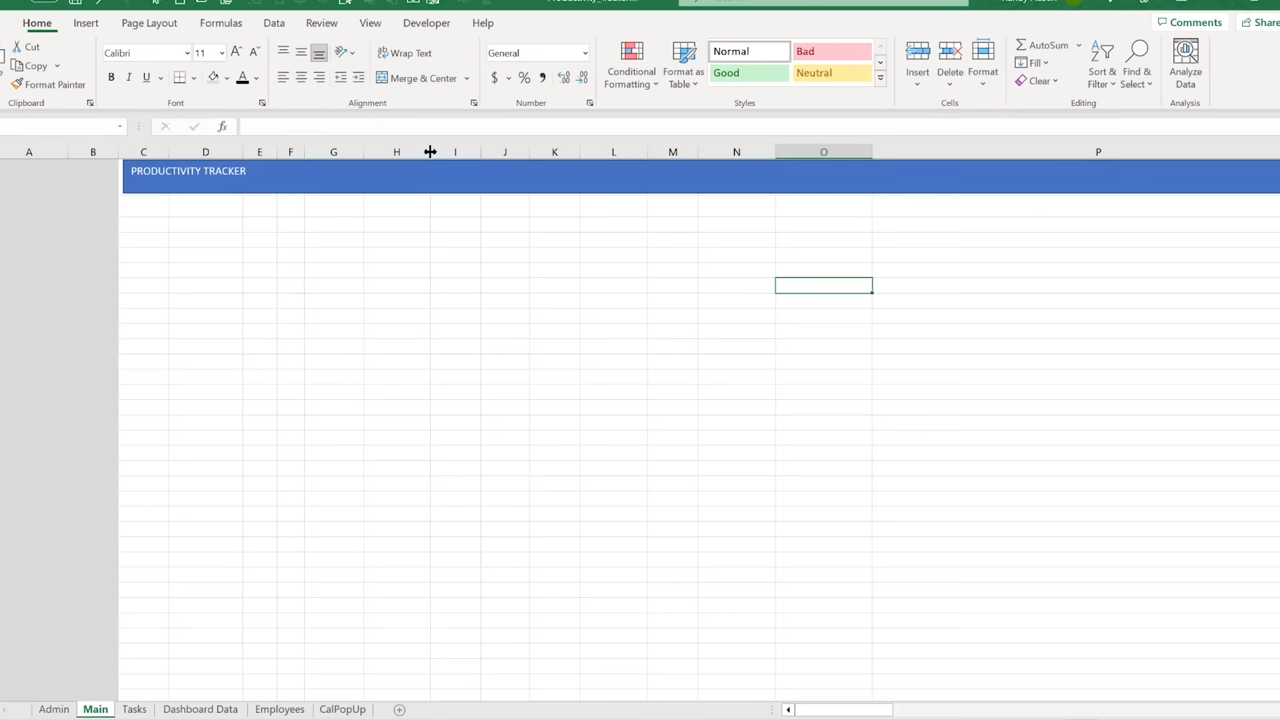 Home Insert Page Layout Formulas Data Review View Developer Help Comments Share
Cut
Copy
Format Painter
Clipboard
Calibri 11
B I U
Font
Wrap Text
Merge & Center
Alignment
General
$ % ,
Number
Conditional Formatting
Format as Table
Normal Bad
Good Neutral
Styles
Insert Delete Format
Cells
AutoSum
Fill
Clear
Sort & Filter
Find & Select
Editing
Analyze Data
Analysis
fx
A B C D E F G H I J K L M N O P
PRODUCTIVITY TRACKER
Admin Main Tasks Dashboard Data Employees CalPopUp